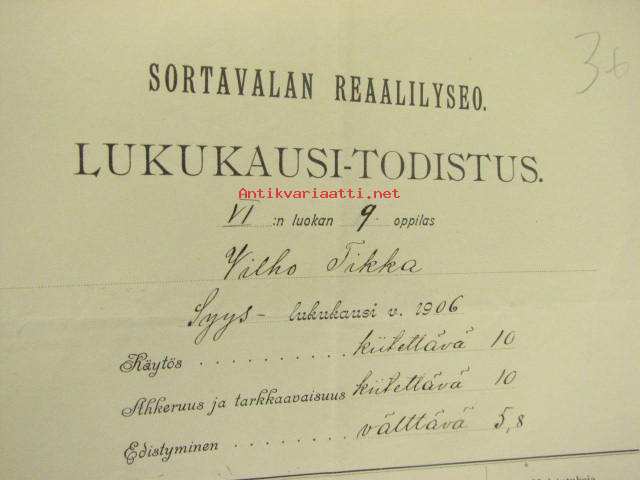 36
SORTAVALAN REAALILYSEO.
LUKUKAUSI-TODISTUS.
Antikvariaatti.net
VI :n luokan 9. oppilas
Vilho Tikka
Syys- lukukausi v. 1906
Käytös . . . . . . . . . . kiitettävä 10
Ahkeruus ja tarkkaavaisuus kiitettävä 10
Edistyminen . . . . . . . . välttävä 5,8